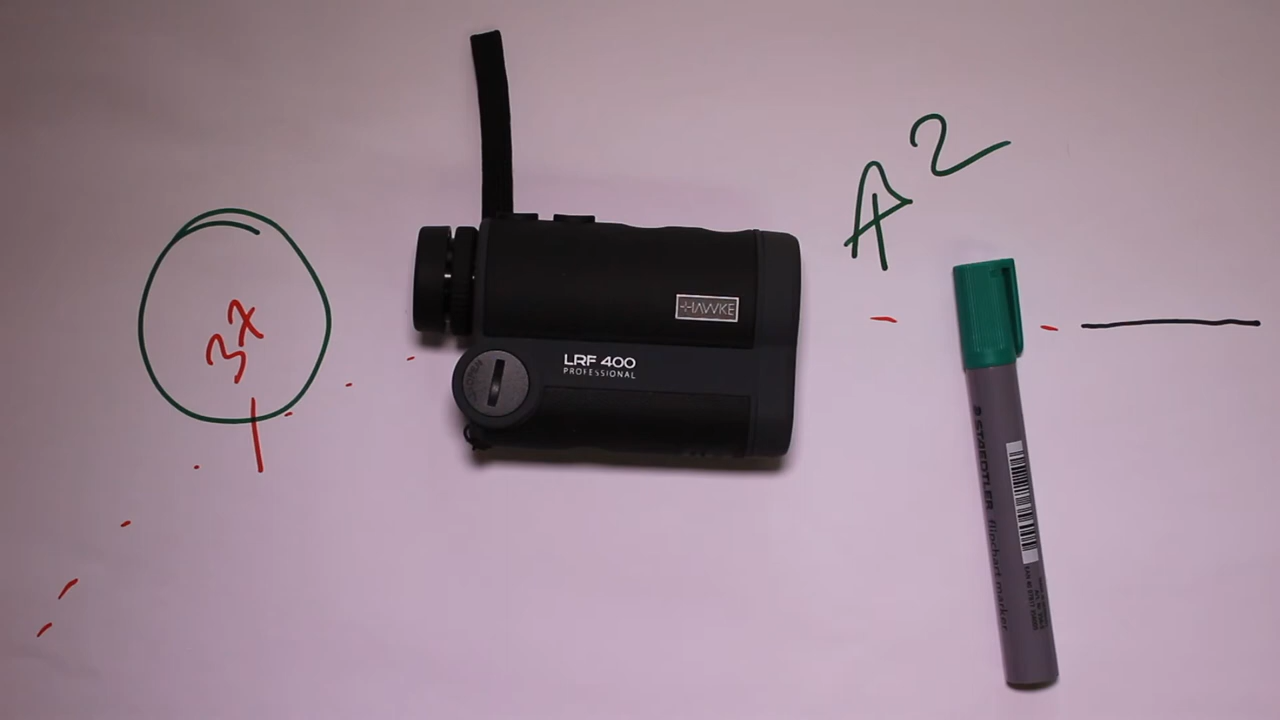 A²
HAWKE
3x
LRF 400
PROFESSIONAL
STAEDTLER flipchart marker